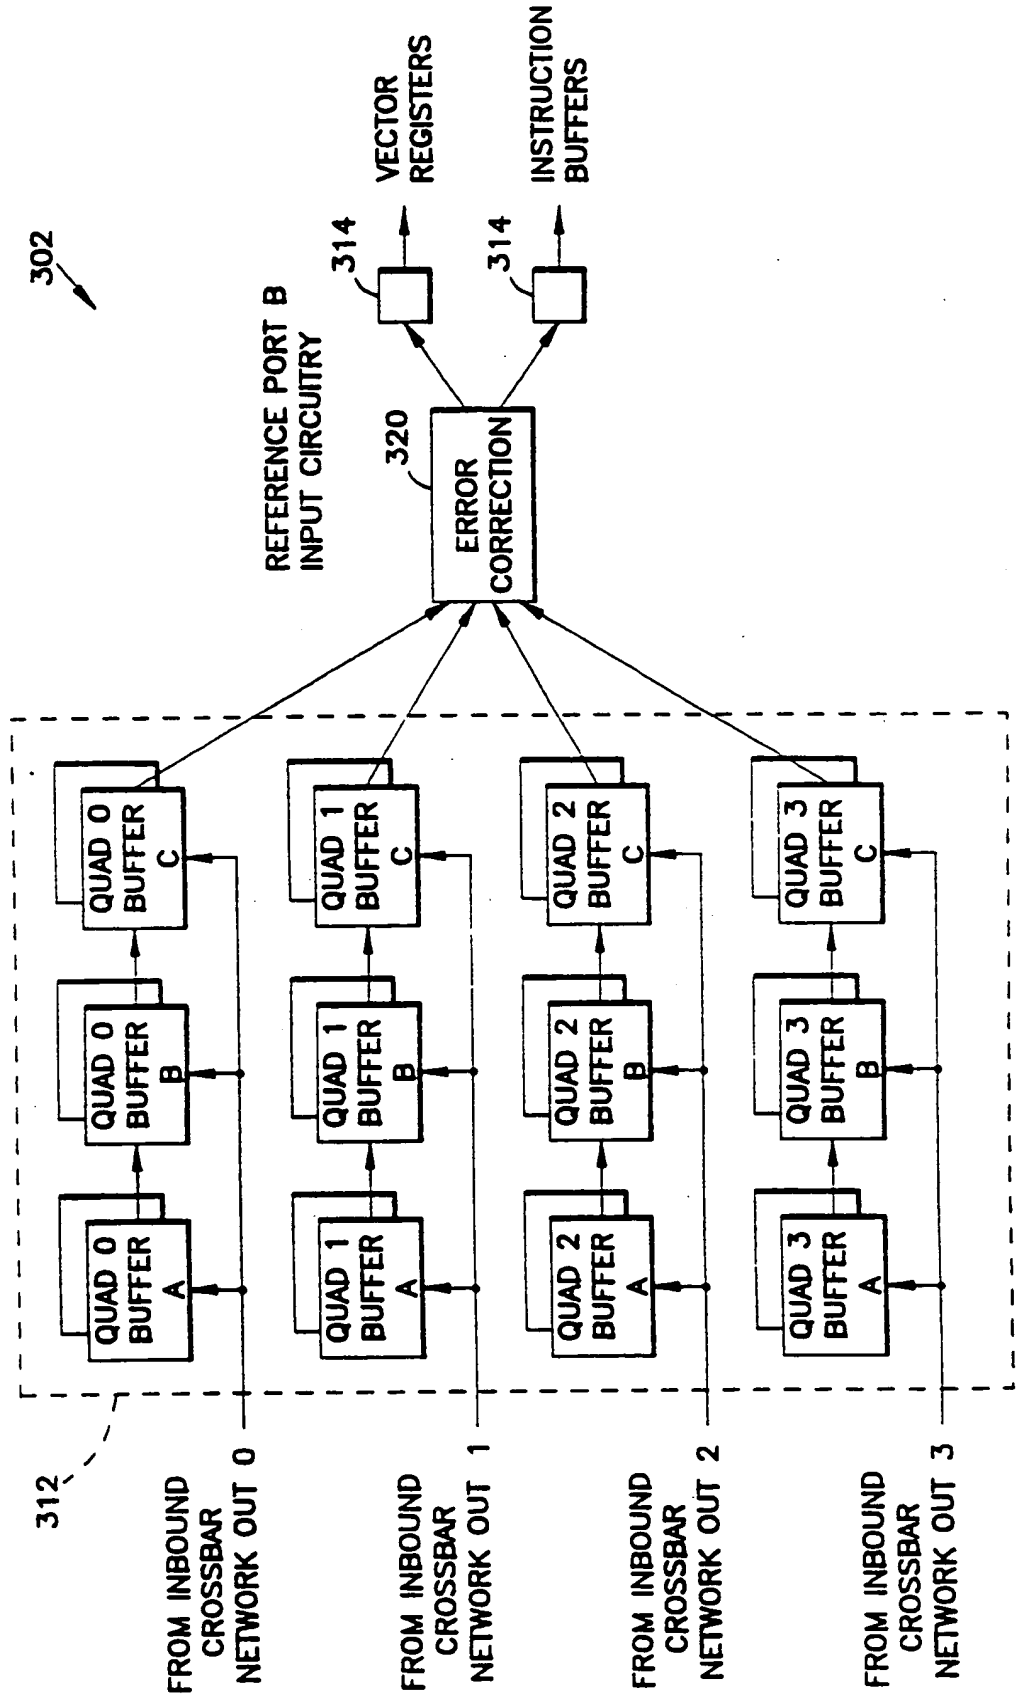 302
REFERENCE PORT B
INPUT CIRCUITRY
312
FROM INBOUND
CROSSBAR
NETWORK OUT 0
QUAD 0
BUFFER
A
QUAD 0
BUFFER
B
QUAD 0
BUFFER
C
FROM INBOUND
CROSSBAR
NETWORK OUT 1
QUAD 1
BUFFER
A
QUAD 1
BUFFER
B
QUAD 1
BUFFER
C
FROM INBOUND
CROSSBAR
NETWORK OUT 2
QUAD 2
BUFFER
A
QUAD 2
BUFFER
B
QUAD 2
BUFFER
C
FROM INBOUND
CROSSBAR
NETWORK OUT 3
QUAD 3
BUFFER
A
QUAD 3
BUFFER
B
QUAD 3
BUFFER
C
320
ERROR
CORRECTION
314
VECTOR
REGISTERS
314
INSTRUCTION
BUFFERS